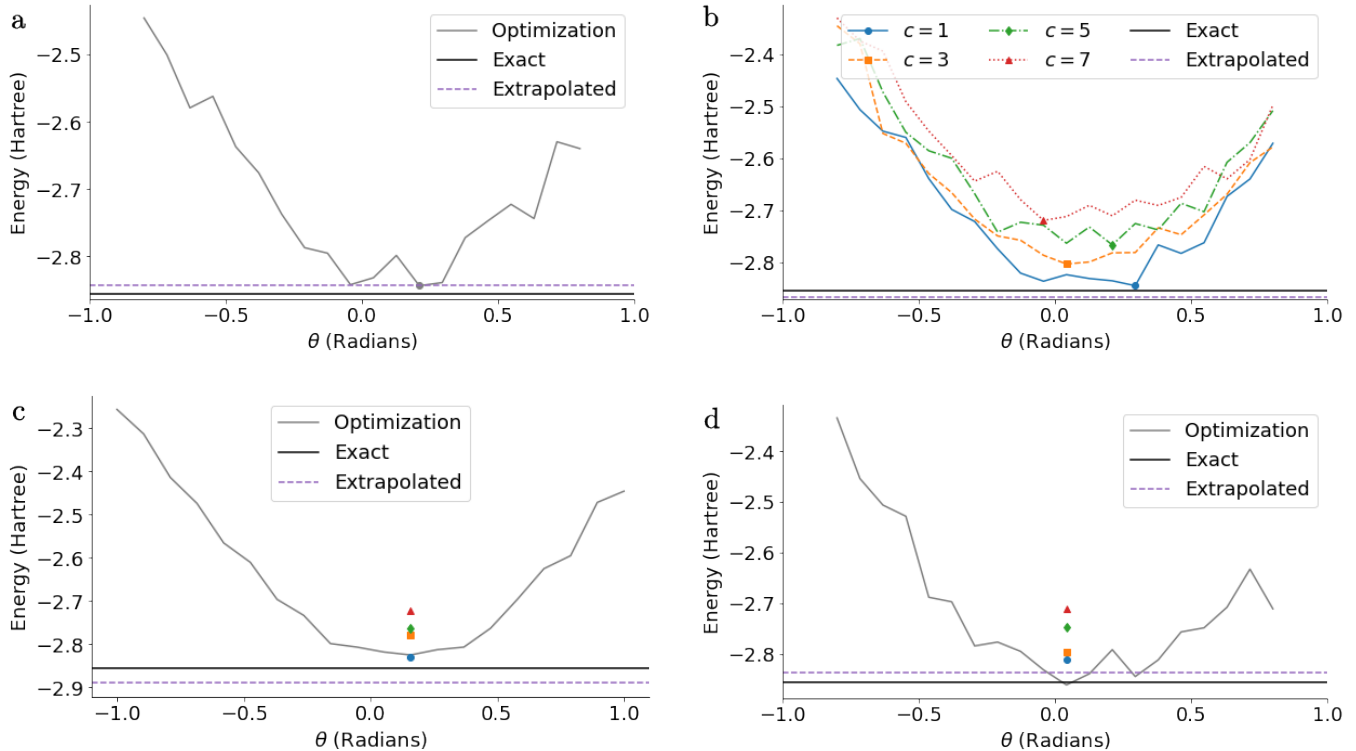 a
Energy (Hartree)
−2.5
−2.6
−2.7
−2.8
Optimization
Exact
Extrapolated
−1.0 −0.5 0.0 0.5 1.0
θ (Radians)
b
Energy (Hartree)
−2.4
−2.5
−2.6
−2.7
−2.8
c = 1 c = 5 Exact
c = 3 c = 7 Extrapolated
−1.0 −0.5 0.0 0.5 1.0
θ (Radians)
c
Energy (Hartree)
−2.3
−2.4
−2.5
−2.6
−2.7
−2.8
−2.9
Optimization
Exact
Extrapolated
−1.0 −0.5 0.0 0.5 1.0
θ (Radians)
d
Energy (Hartree)
−2.4
−2.5
−2.6
−2.7
−2.8
Optimization
Exact
Extrapolated
−1.0 −0.5 0.0 0.5 1.0
θ (Radians)